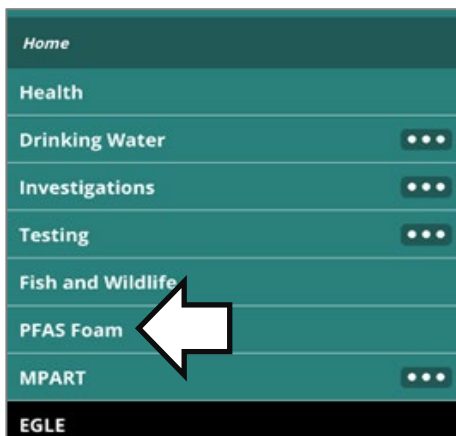 Home
Health
Drinking Water
Investigations
Testing
Fish and Wildlife
PFAS Foam
MPART
EGLE